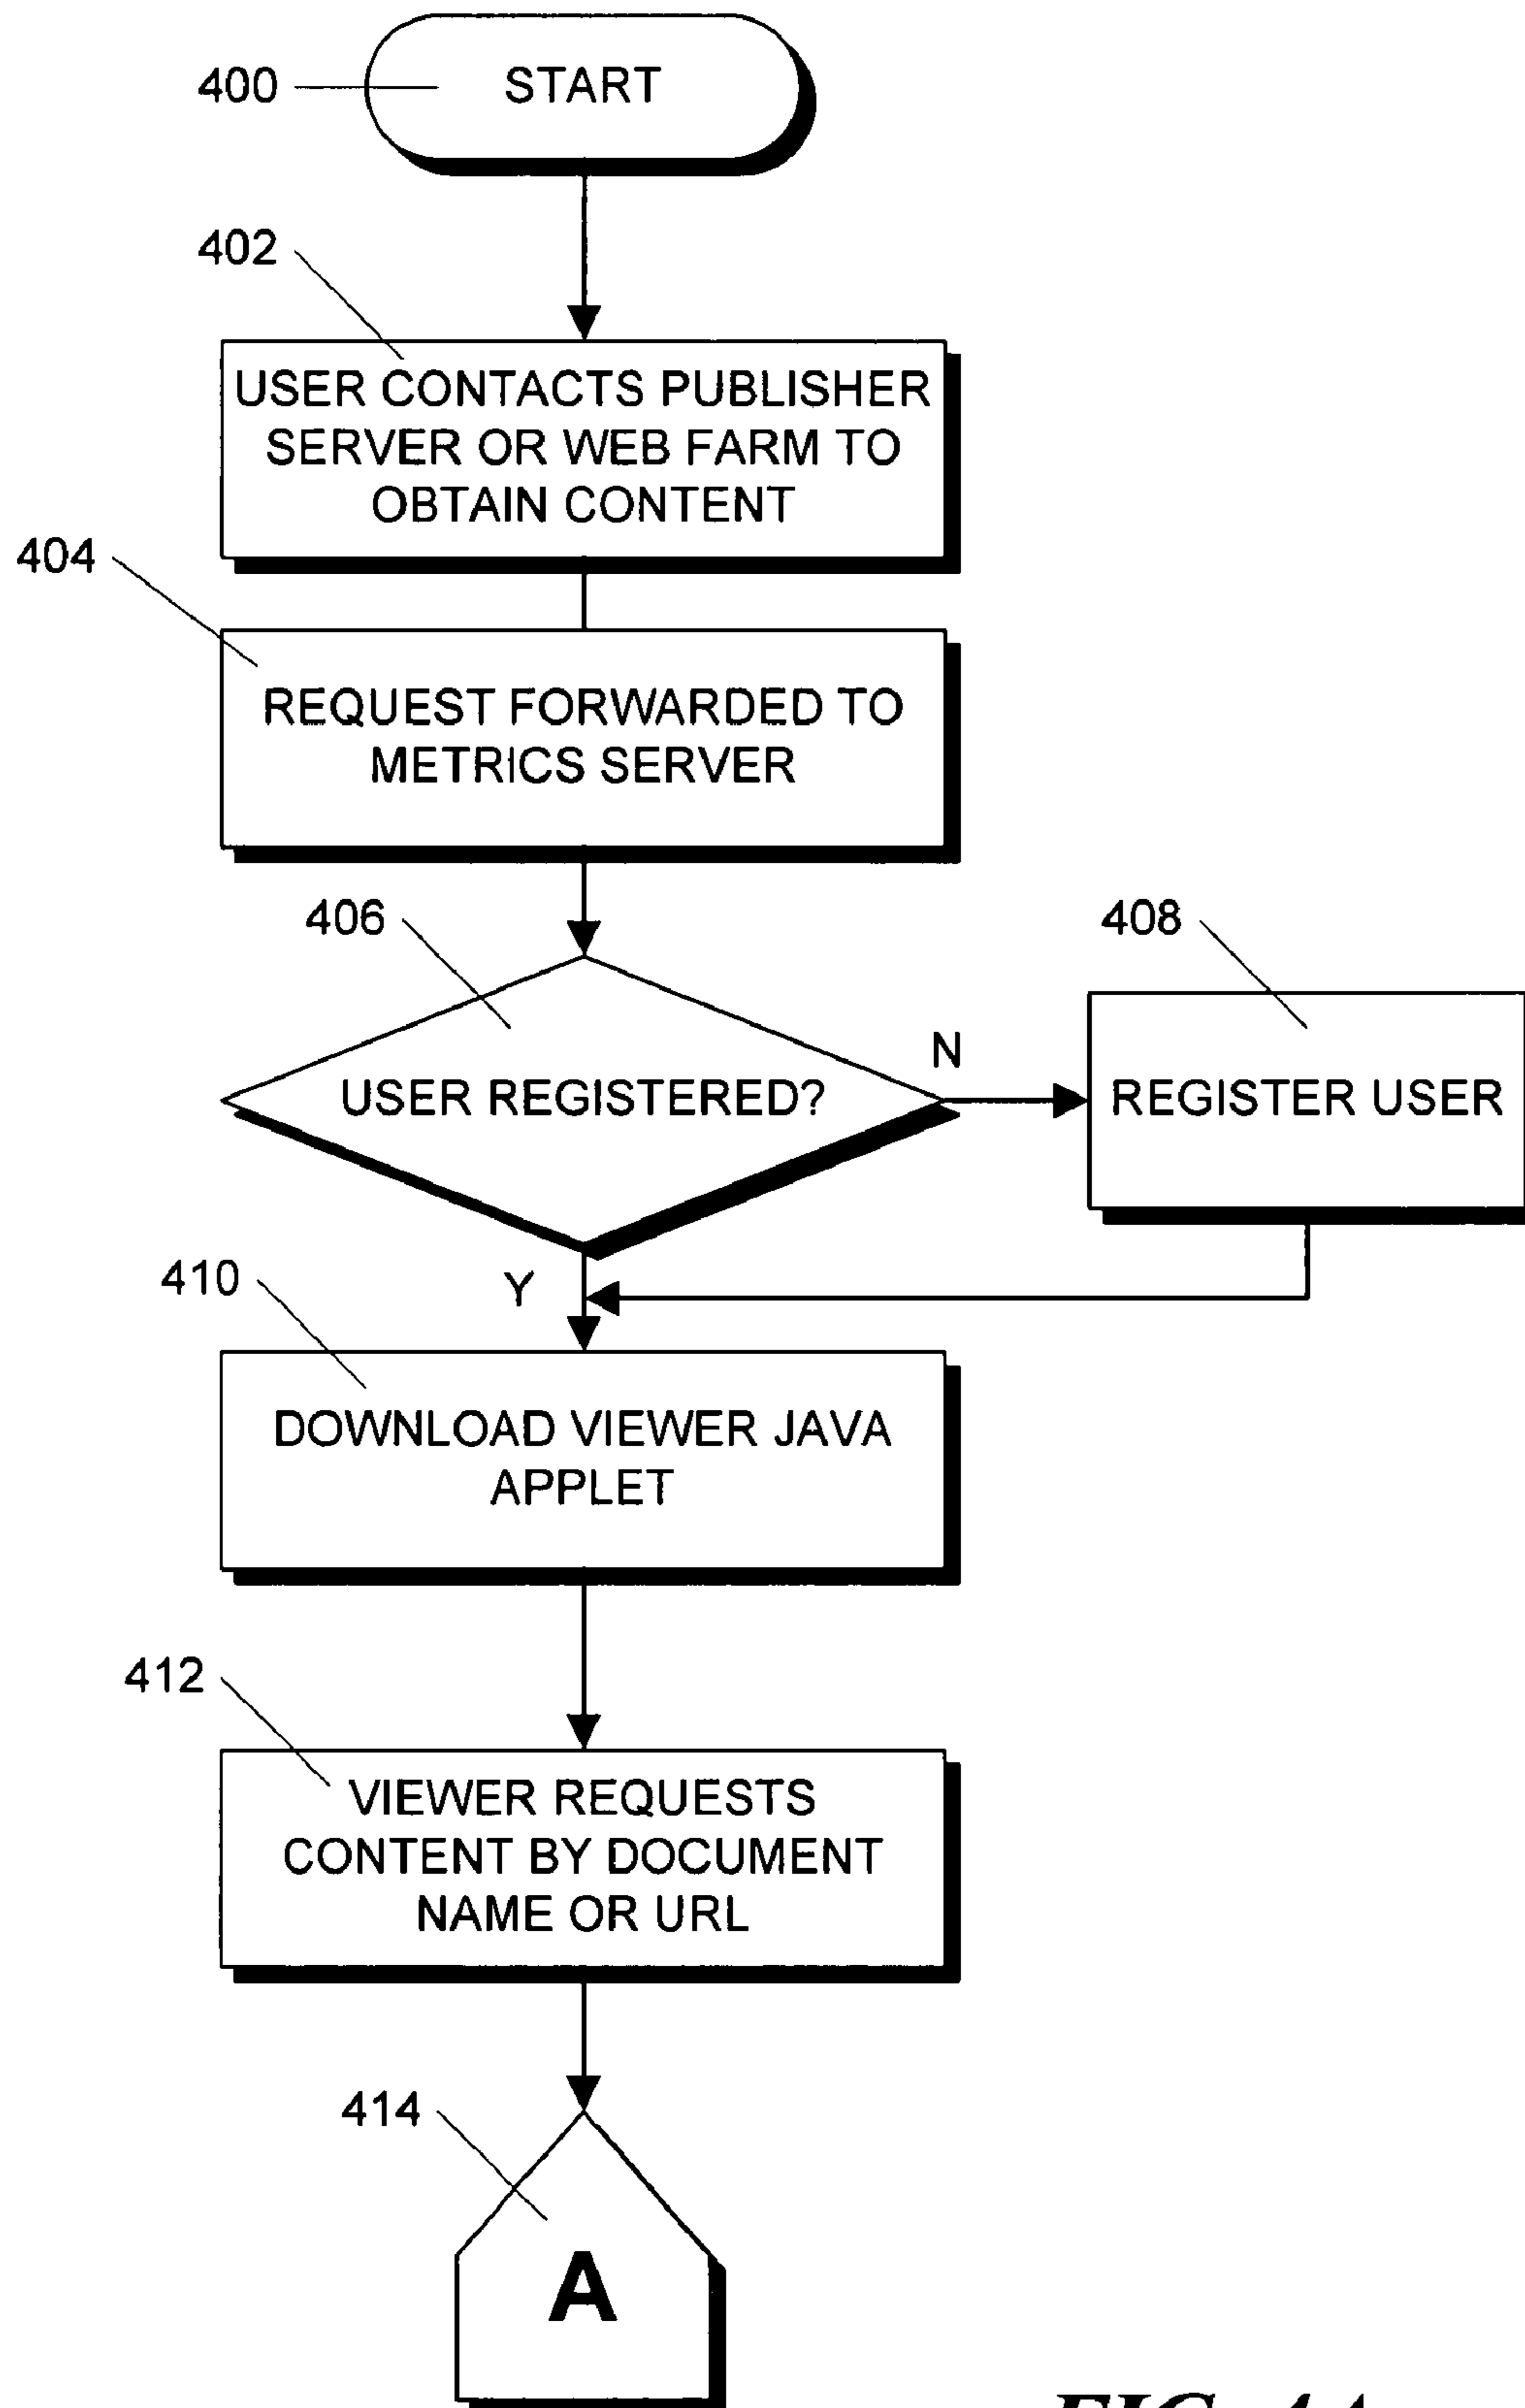 400
START
402
USER CONTACTS PUBLISHER
SERVER OR WEB FARM TO
OBTAIN CONTENT
404
REQUEST FORWARDED TO
METRICS SERVER
406
USER REGISTERED?
N
408
REGISTER USER
Y
410
DOWNLOAD VIEWER JAVA
APPLET
412
VIEWER REQUESTS
CONTENT BY DOCUMENT
NAME OR URL
414
A
FIG. 4A